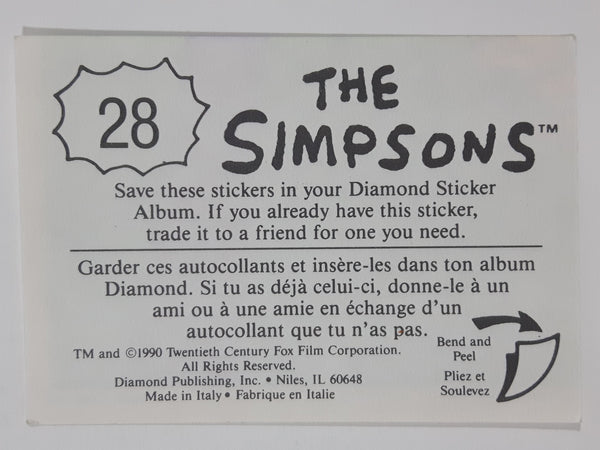 28
THE
SIMPSONS™
Save these stickers in your Diamond Sticker
Album. If you already have this sticker,
trade it to a friend for one you need.
Garder ces autocollants et insère-les dans ton album
Diamond. Si tu as déjà celui-ci, donne-le à un
ami ou à une amie en échange d'un
autocollant que tu n'as pas.
TM and ©1990 Twentieth Century Fox Film Corporation.
All Rights Reserved.
Diamond Publishing, Inc. • Niles, IL 60648
Made in Italy • Fabrique en Italie
Bend and
Peel
Pliez et
Soulevez